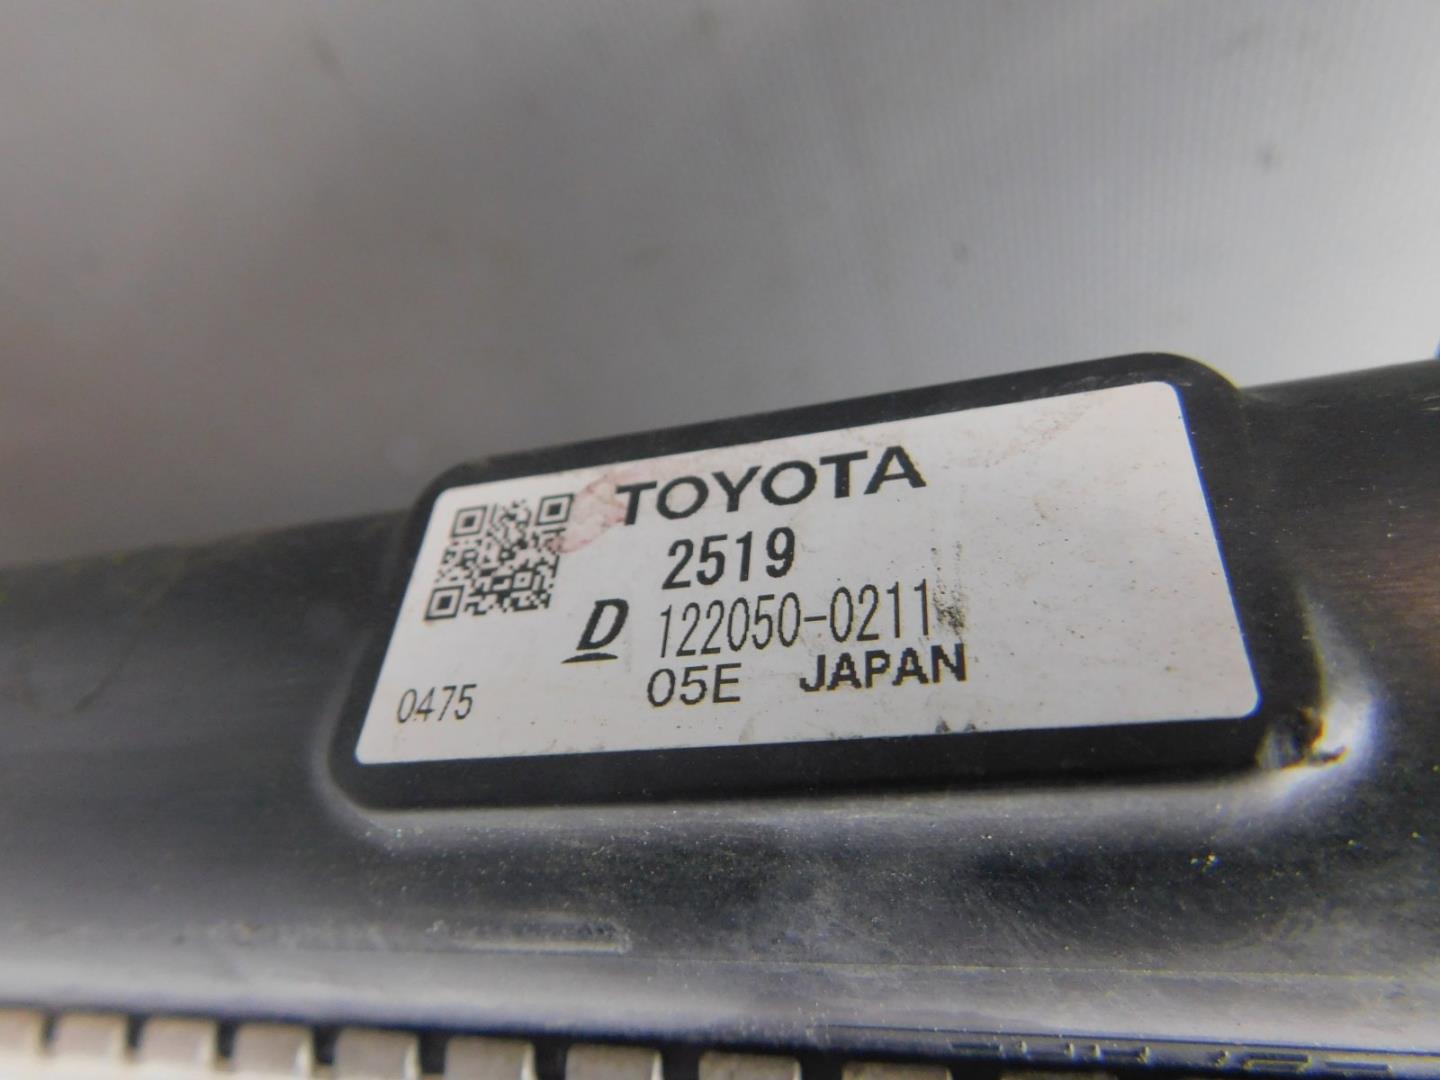 TOYOTA
2519
D 122050-0211
05E JAPAN
0475